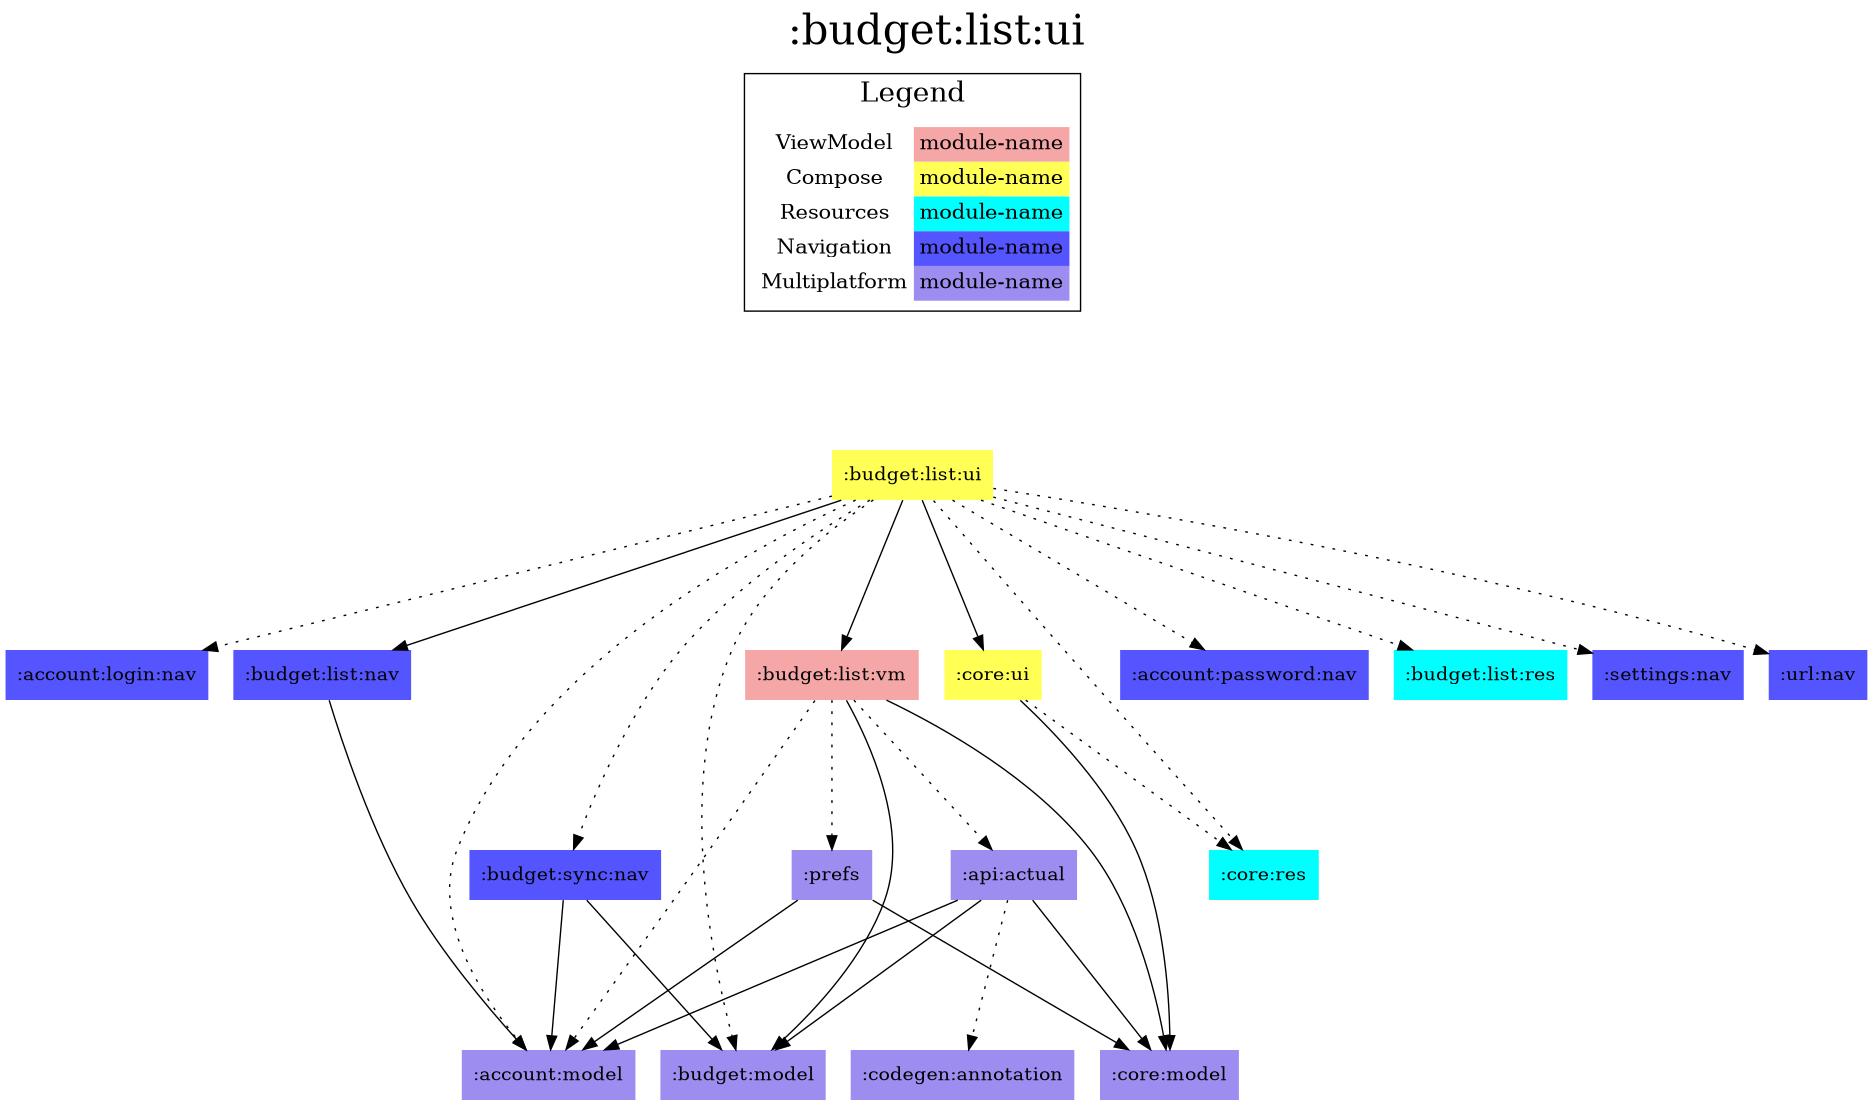 :budget:list:ui
Legend
ViewModel module-name
Compose module-name
Resources module-name
Navigation module-name
Multiplatform module-name
:budget:list:ui
:account:login:nav :budget:list:nav :budget:list:vm :core:ui :account:password:nav :budget:list:res :settings:nav :url:nav
:budget:sync:nav :prefs :api:actual :core:res
:account:model :budget:model :codegen:annotation :core:model